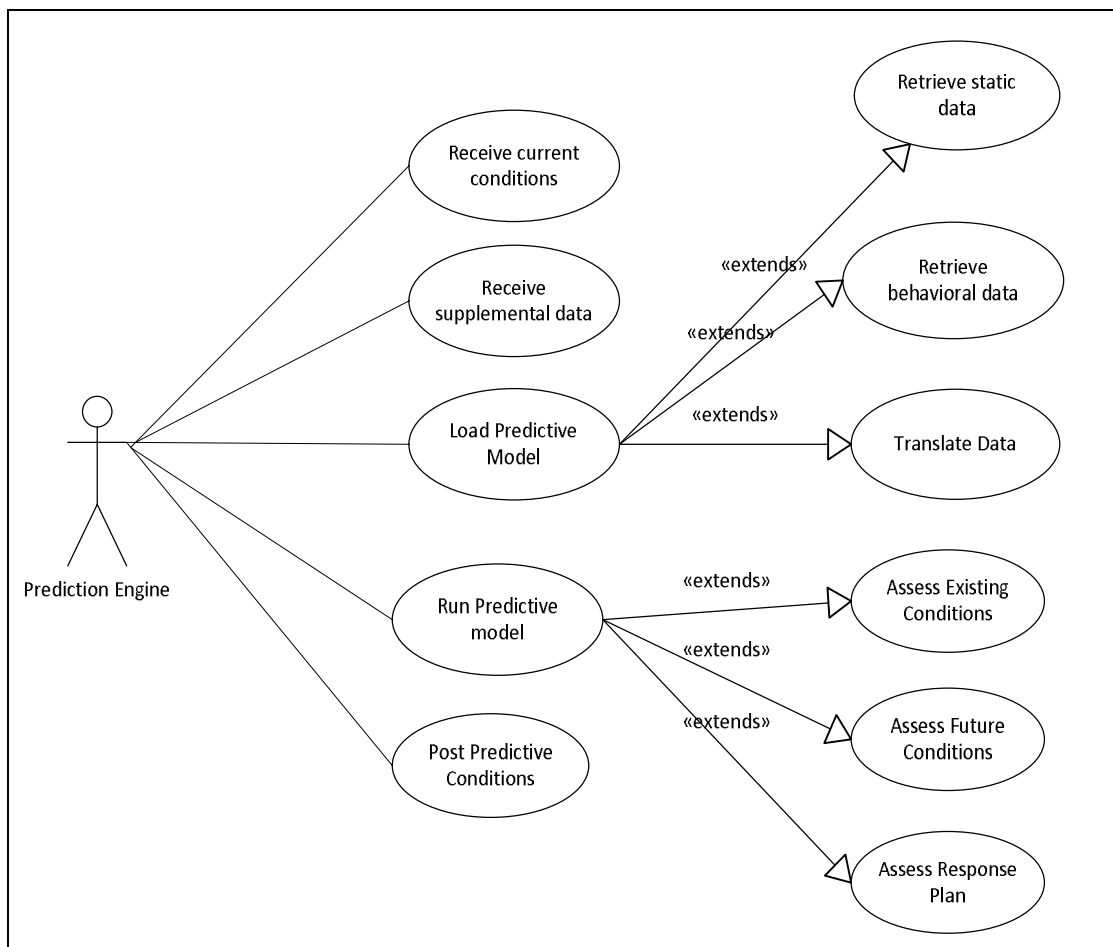 Retrieve static
data
Receive current
conditions
«extends»
Retrieve
behavioral data
Receive
supplemental data
«extends»
«extends»
Load Predictive
Model
Translate Data
Prediction Engine
Run Predictive
model
«extends»
Assess Existing
Conditions
«extends»
«extends»
Assess Future
Conditions
Post Predictive
Conditions
Assess Response
Plan